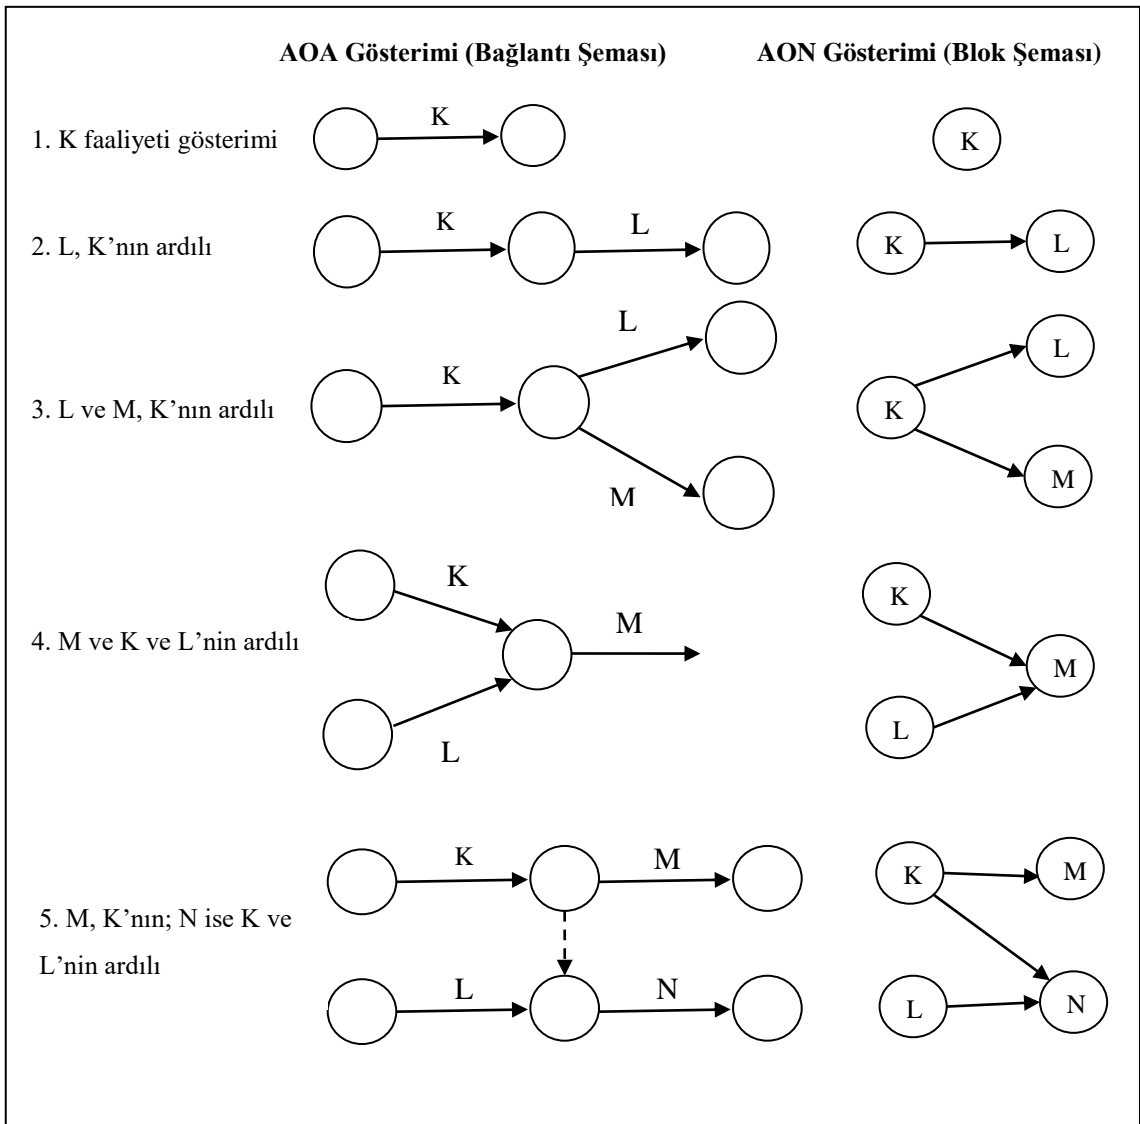 AOA Gösterimi (Bağlantı Şeması) AON Gösterimi (Blok Şeması)
1. K faaliyeti gösterimi
K
K
2. L, K’nın ardılı
K
L
K
L
3. L ve M, K’nın ardılı
K
L
M
K
L
M
4. M ve K ve L’nin ardılı
K
L
M
K
L
M
5. M, K’nın; N ise K ve
L’nin ardılı
K
M
L
N
K
M
L
N